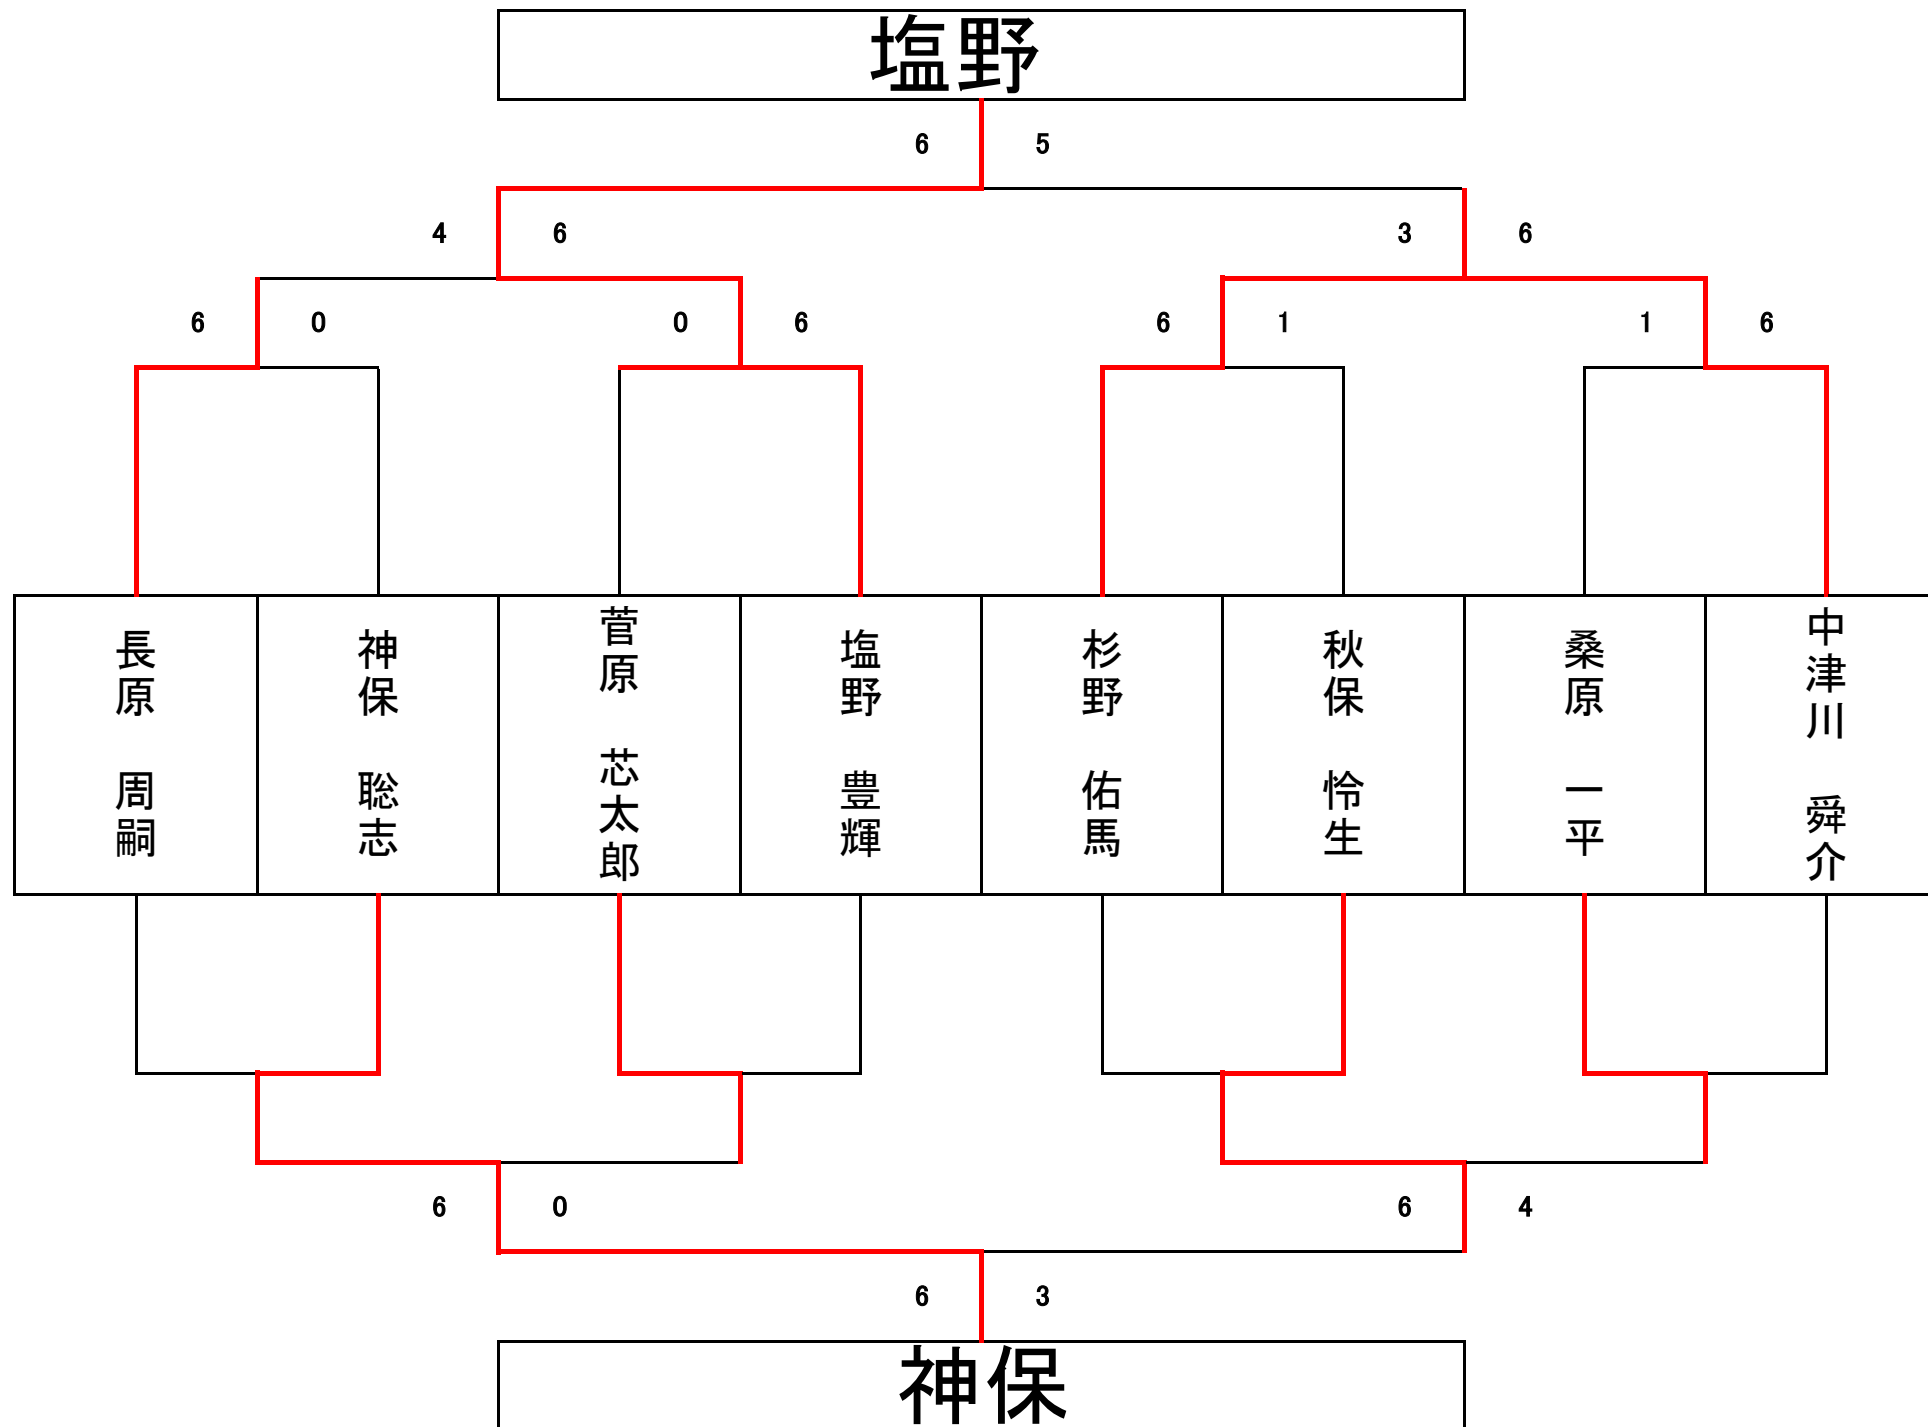 塩野
6 5
4 6 3 6
6 0 0 6 6 1 1 6
長原 周嗣
神保 聡志
菅原 芯太郎
塩野 豊輝
杉野 佑馬
秋保 怜生
桑原 一平
中津川 舜介
6 0 6 4
6 3
神保